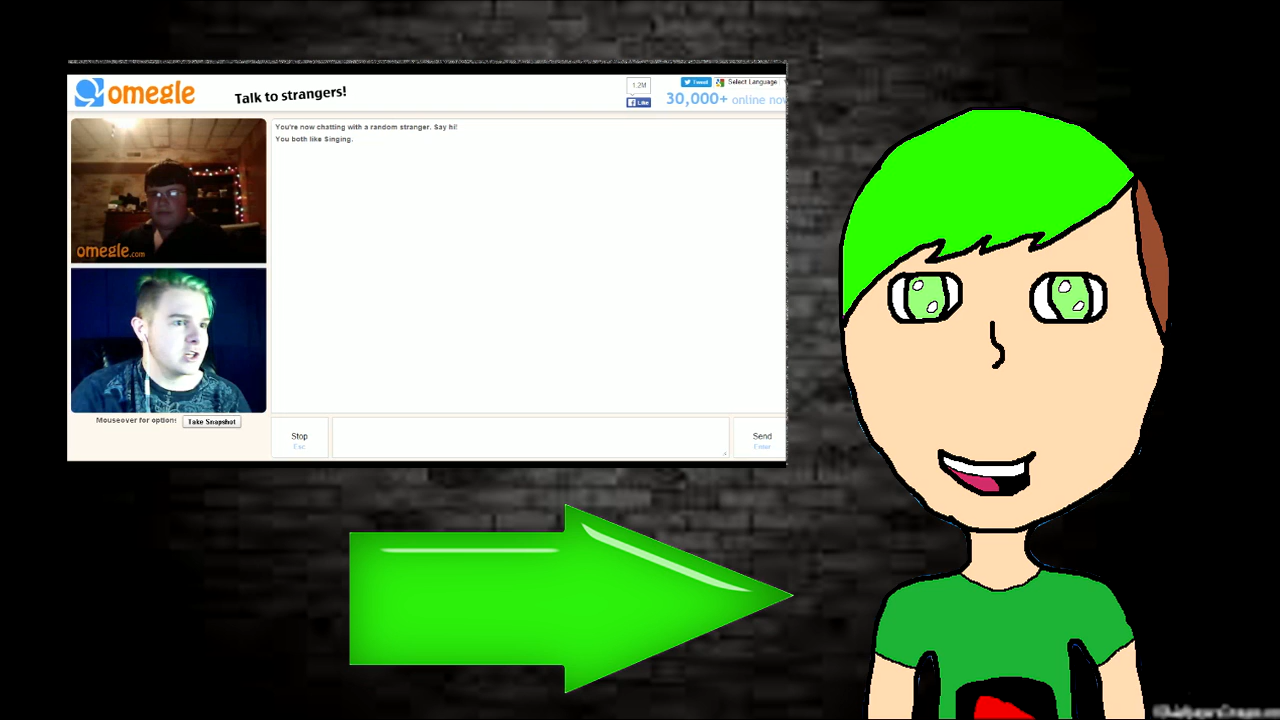 omegle
Talk to strangers!
1.2M
Like
Tweet
Select Language
30,000+ online now
You're now chatting with a random stranger. Say hi!
You both like Singing.
omegle.com
Mouseover for options
Take Snapshot
Stop
Esc
Send
Enter